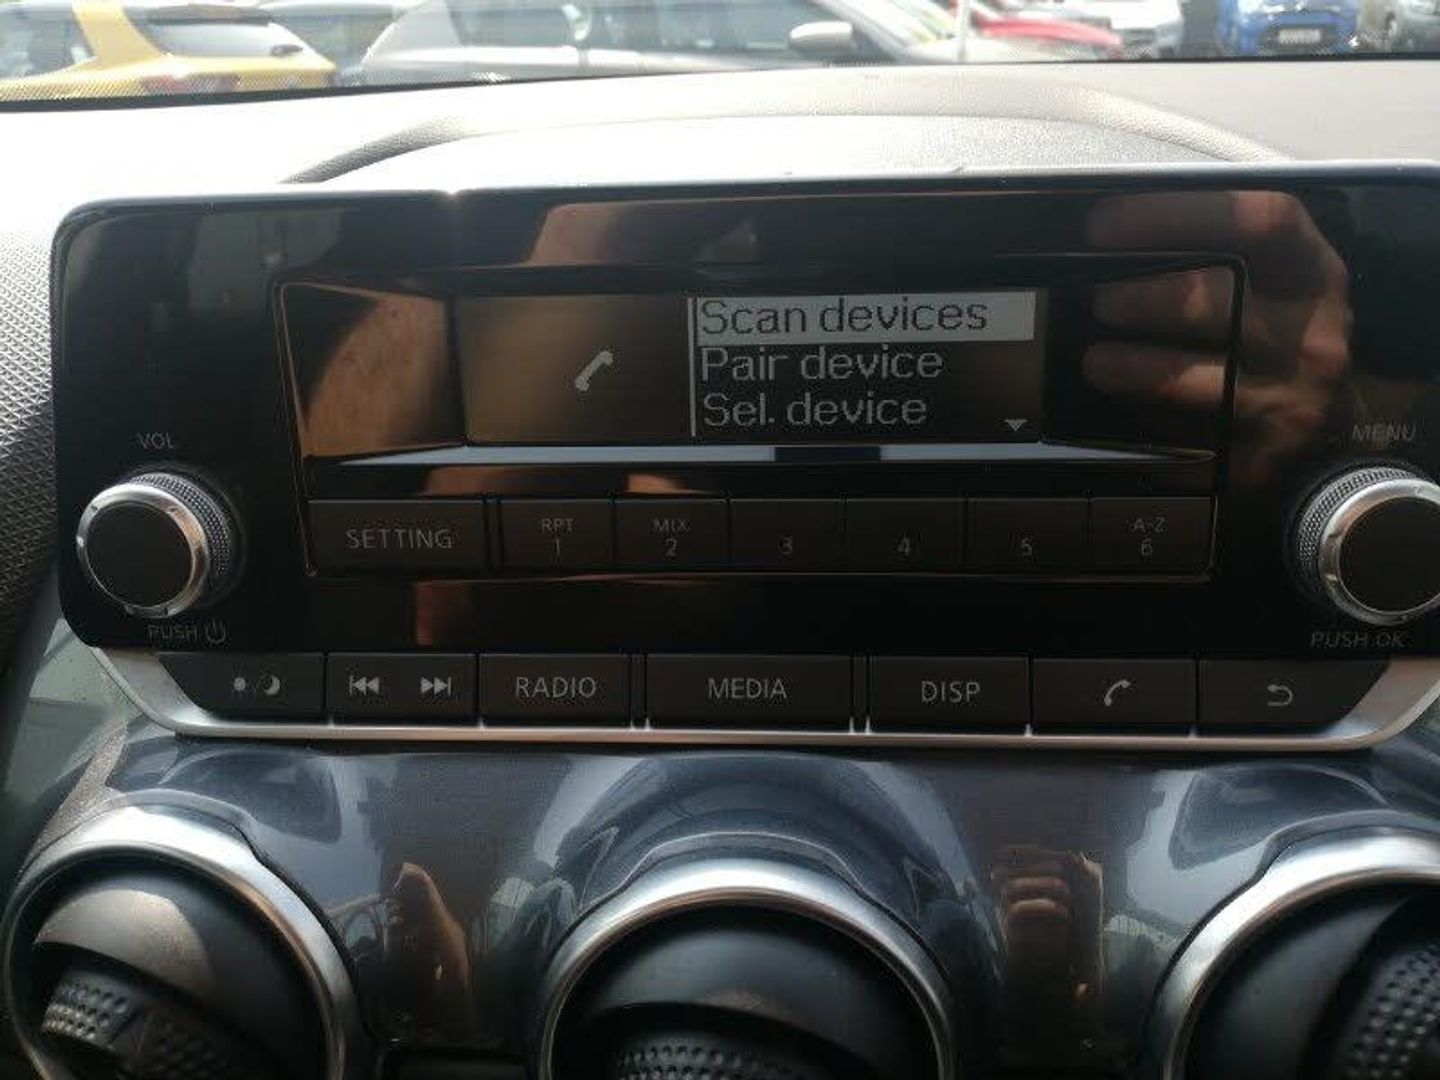 Scan devices
Pair device
Sel. device
VOL
MENU
SETTING
RPT
1
MIX
2
3
4
5
A-Z
6
PUSH
PUSH OK
RADIO
MEDIA
DISP